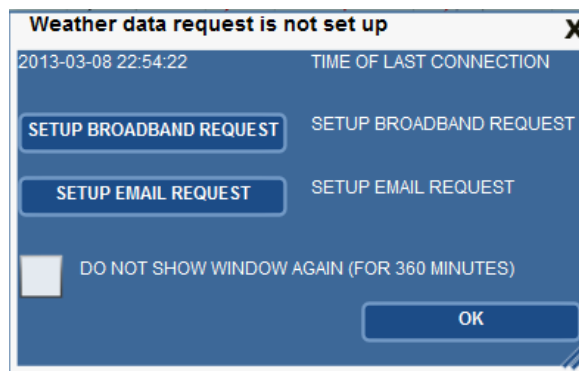 Weather data request is not set up
X
2013-03-08 22:54:22 TIME OF LAST CONNECTION
SETUP BROADBAND REQUEST SETUP BROADBAND REQUEST
SETUP EMAIL REQUEST SETUP EMAIL REQUEST
DO NOT SHOW WINDOW AGAIN (FOR 360 MINUTES)
OK